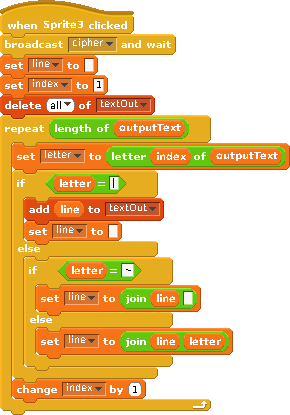 when Sprite3 clicked
broadcast cipher and wait
set line to
set index to 1
delete all of textOut
repeat length of outputText
set letter to letter index of outputText
if letter = |
add line to textOut
set line to
else
if letter = ~
set line to join line
else
set line to join line letter
change index by 1